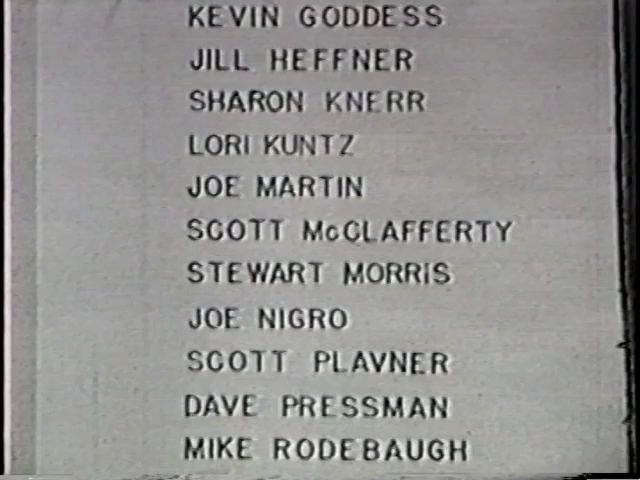 KEVIN GODDESS
JILL HEFFNER
SHARON KNERR
LORI KUNTZ
JOE MARTIN
SCOTT McCLAFFERTY
STEWART MORRIS
JOE NIGRO
SCOTT PLAVNER
DAVE PRESSMAN
MIKE RODEBAUGH